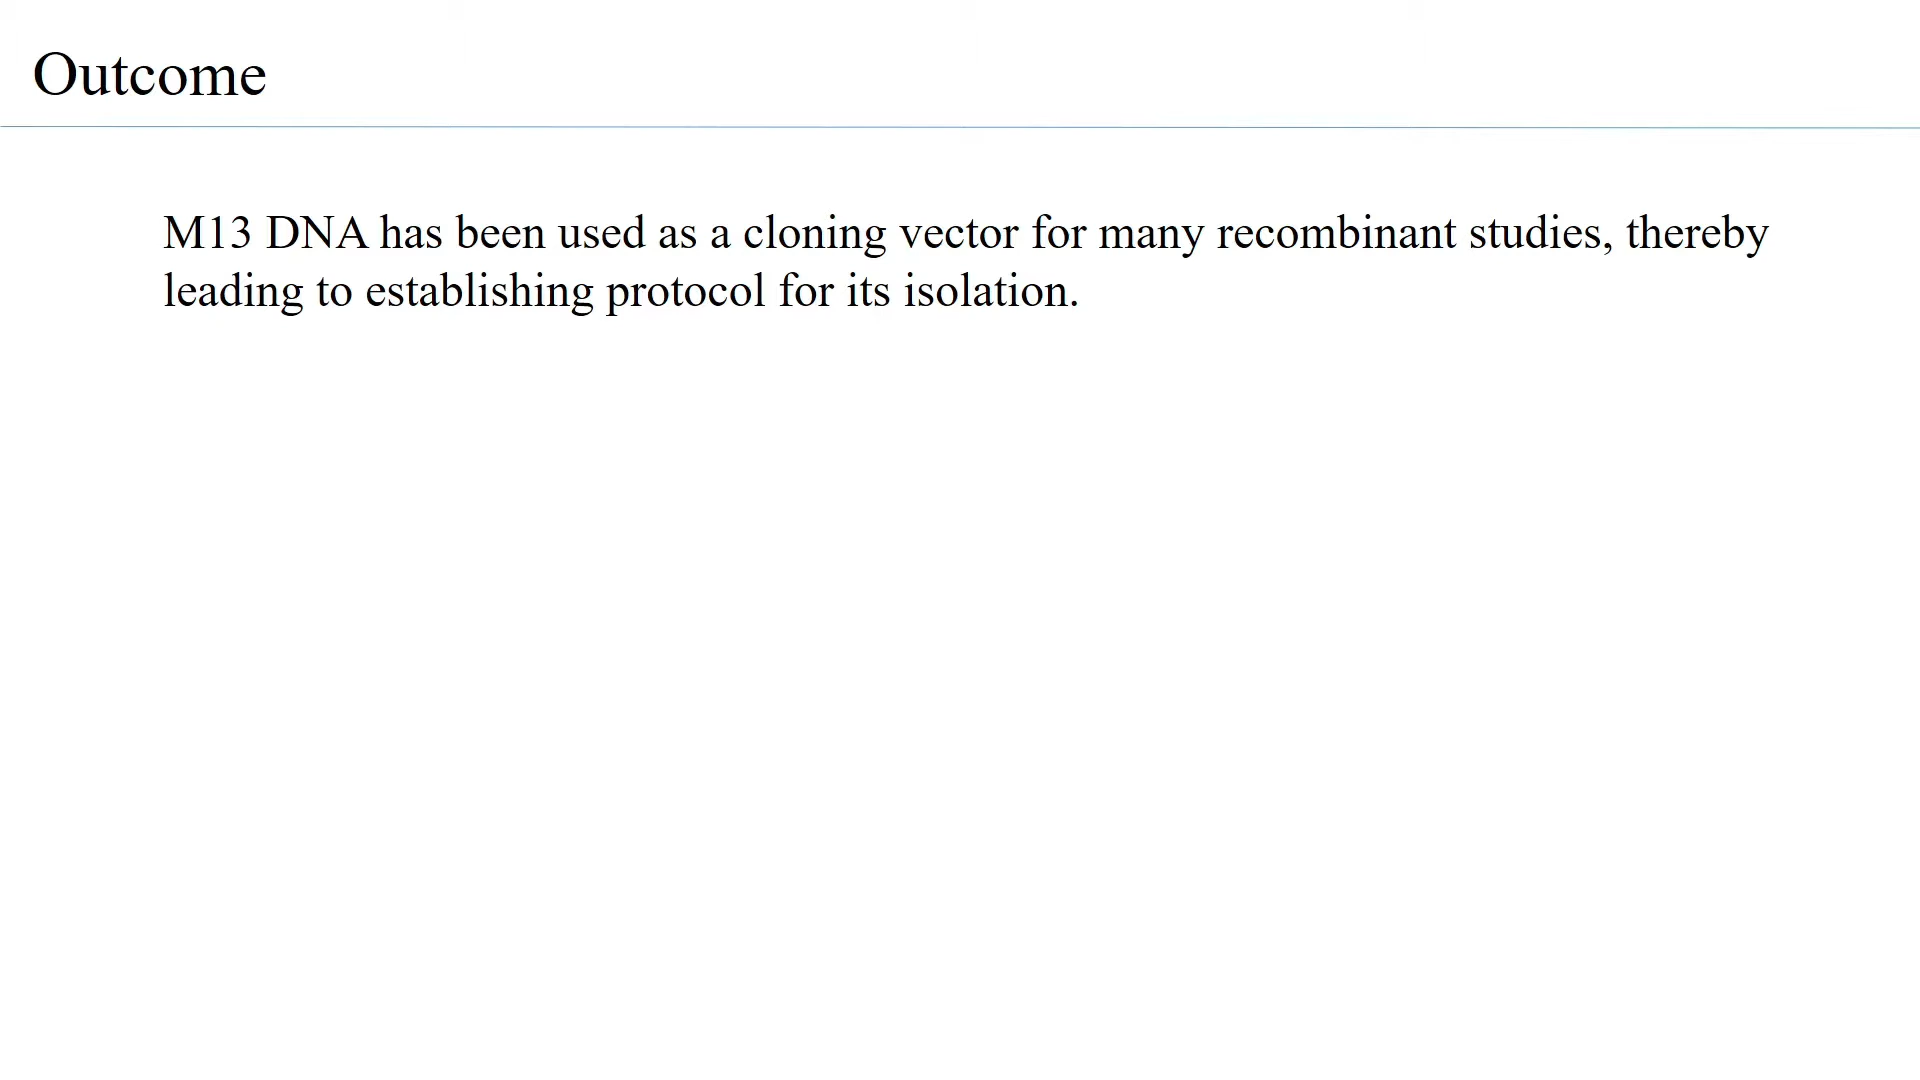 Outcome
M13 DNA has been used as a cloning vector for many recombinant studies, thereby
leading to establishing protocol for its isolation.